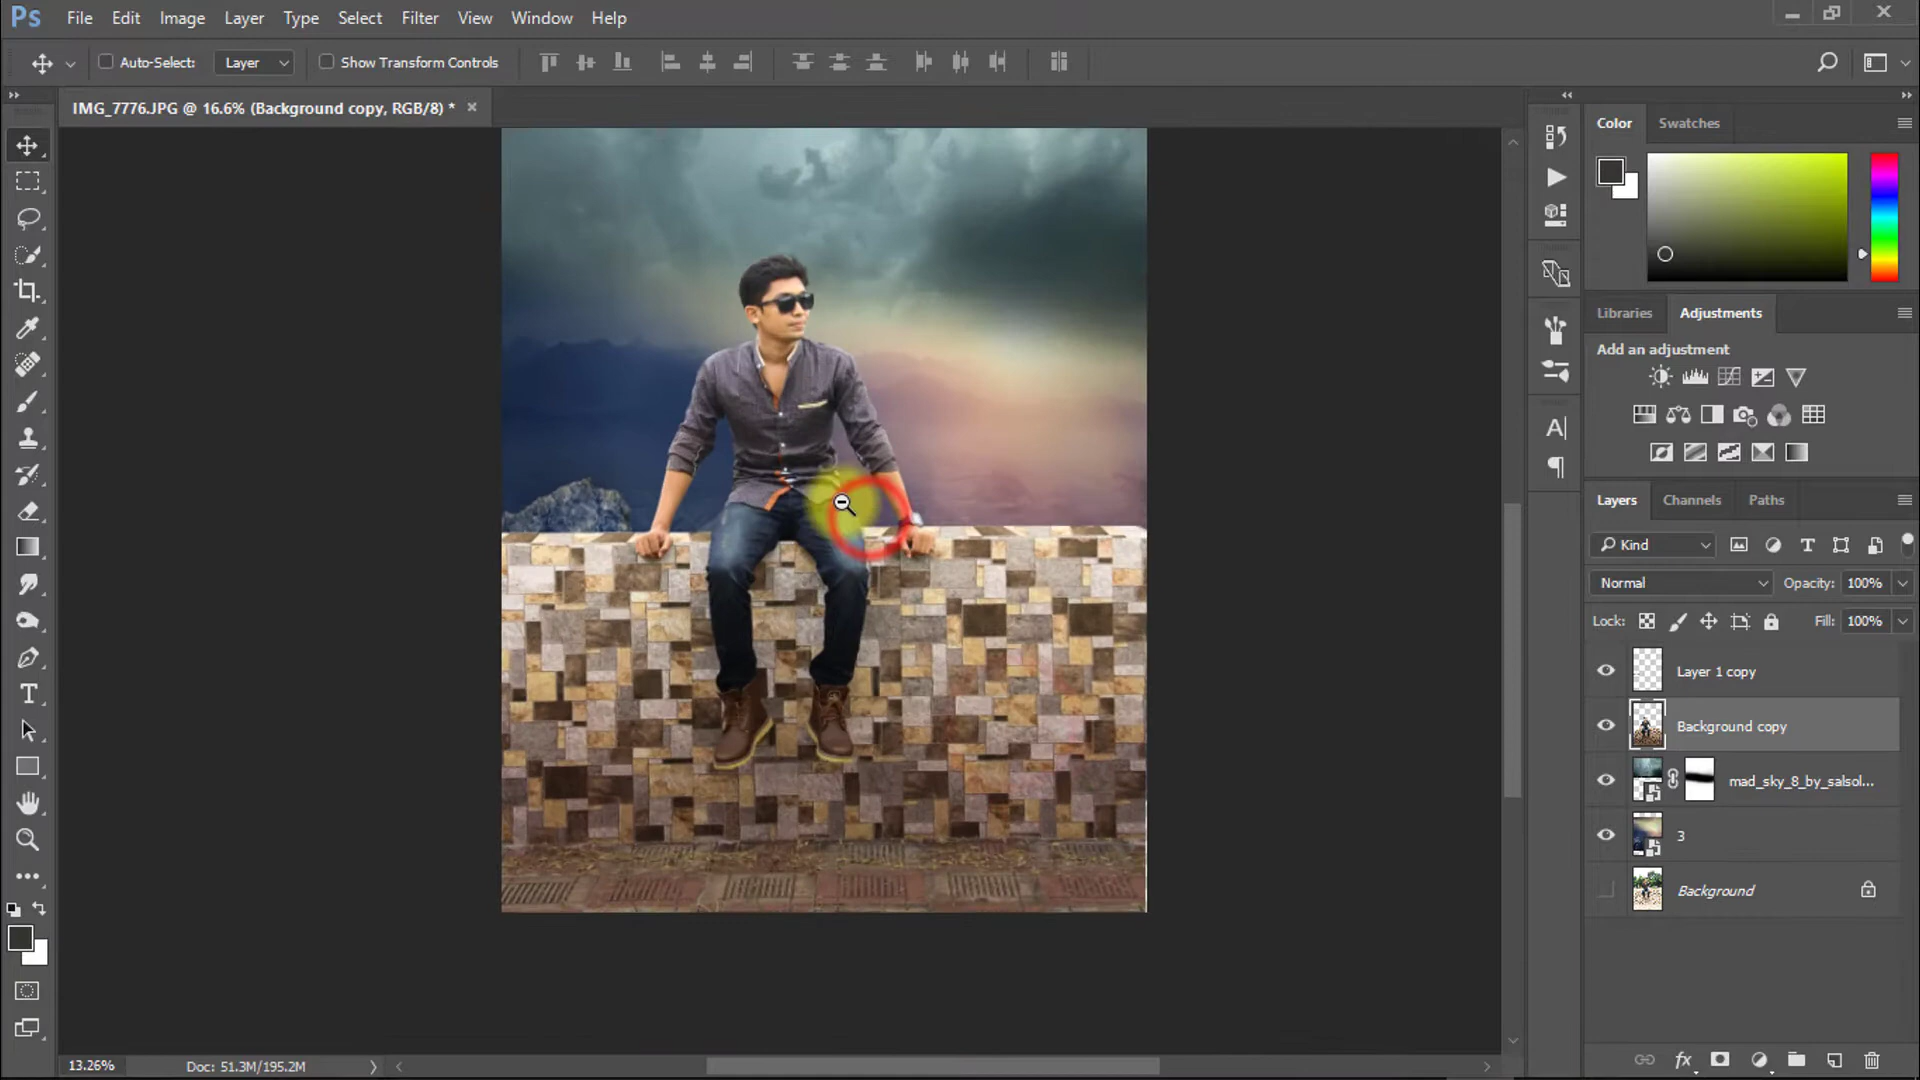 Ps File Edit Image Layer Type Select Filter View Window Help
Auto-Select: Layer Show Transform Controls
IMG_7776.JPG @ 16.6% (Background copy, RGB/8) *
Color Swatches
Libraries Adjustments
Add an adjustment
Layers Channels Paths
Kind
Normal Opacity: 100%
Lock: Fill: 100%
Layer 1 copy
Background copy
mad_sky_8_by_salsol...
3
Background
13.26% Doc: 51.3M/195.2M